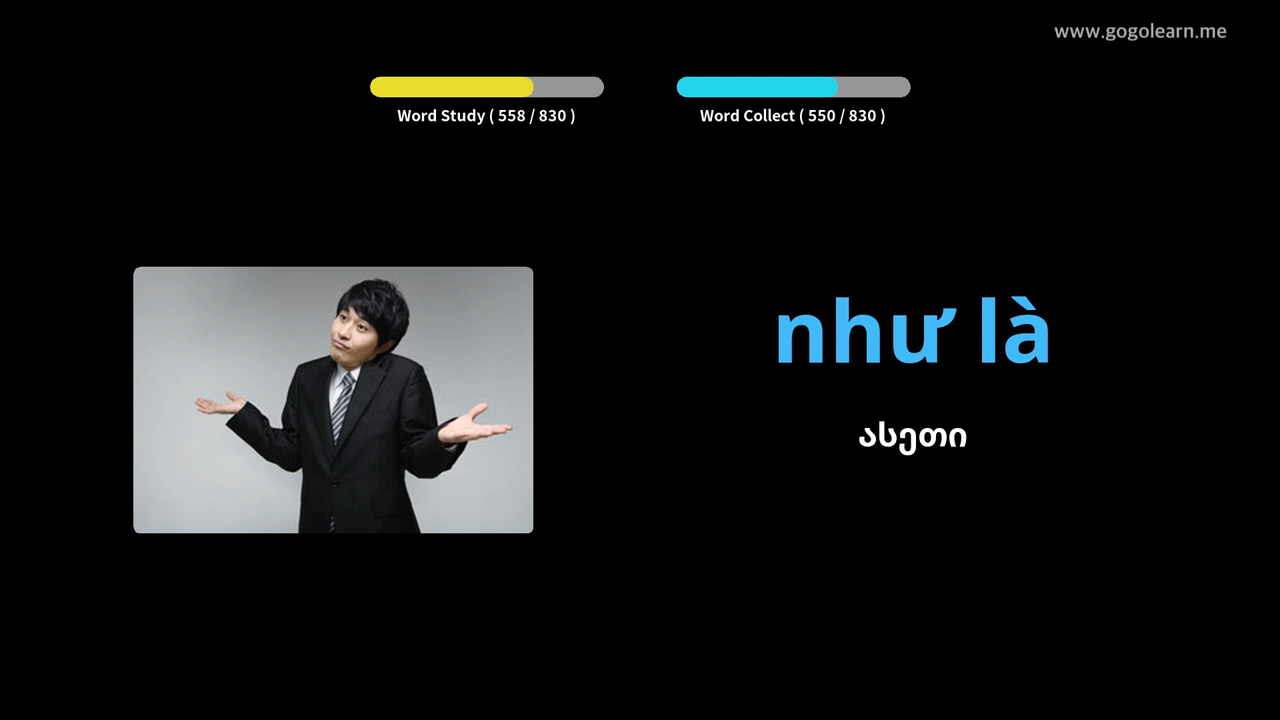 www.gogolearn.me
Word Study ( 558 / 830 )
Word Collect ( 550 / 830 )
như là
ასეთი